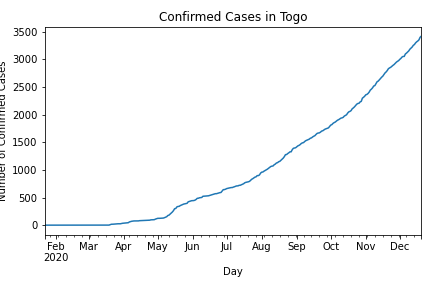 Confirmed Cases in Togo
Number of Confirmed Cases
3500
3000
2500
2000
1500
1000
500
0
Feb Mar Apr May Jun Jul Aug Sep Oct Nov Dec
2020
Day